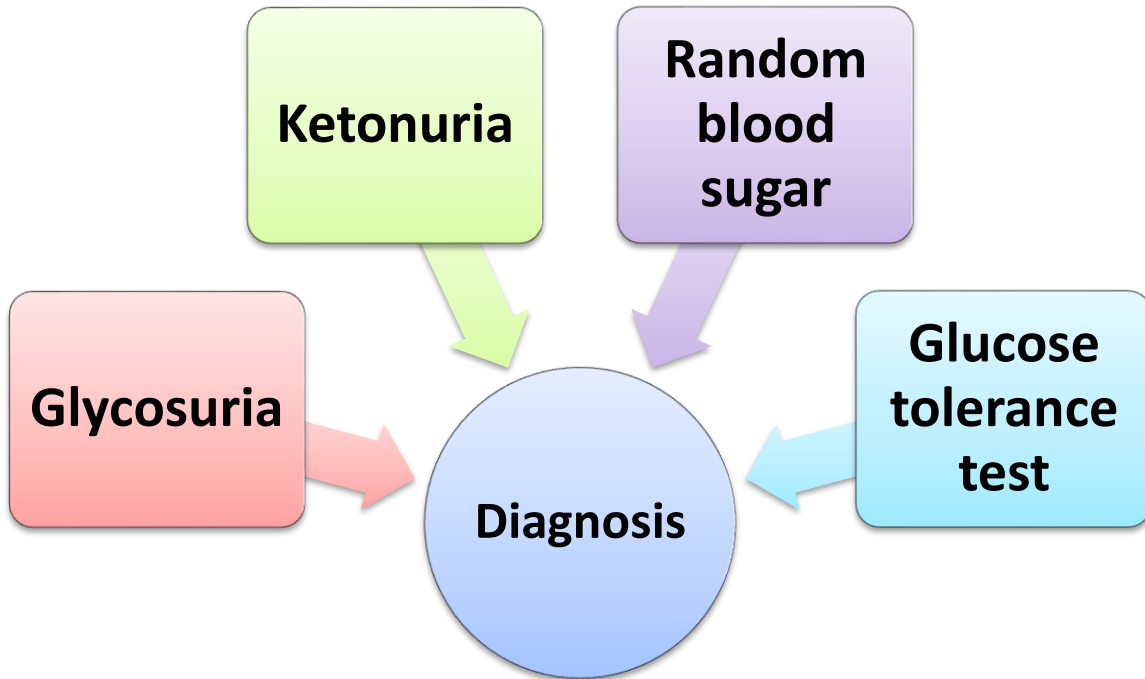 Ketonuria
Random
blood
sugar
Glycosuria
Glucose
tolerance
test
Diagnosis